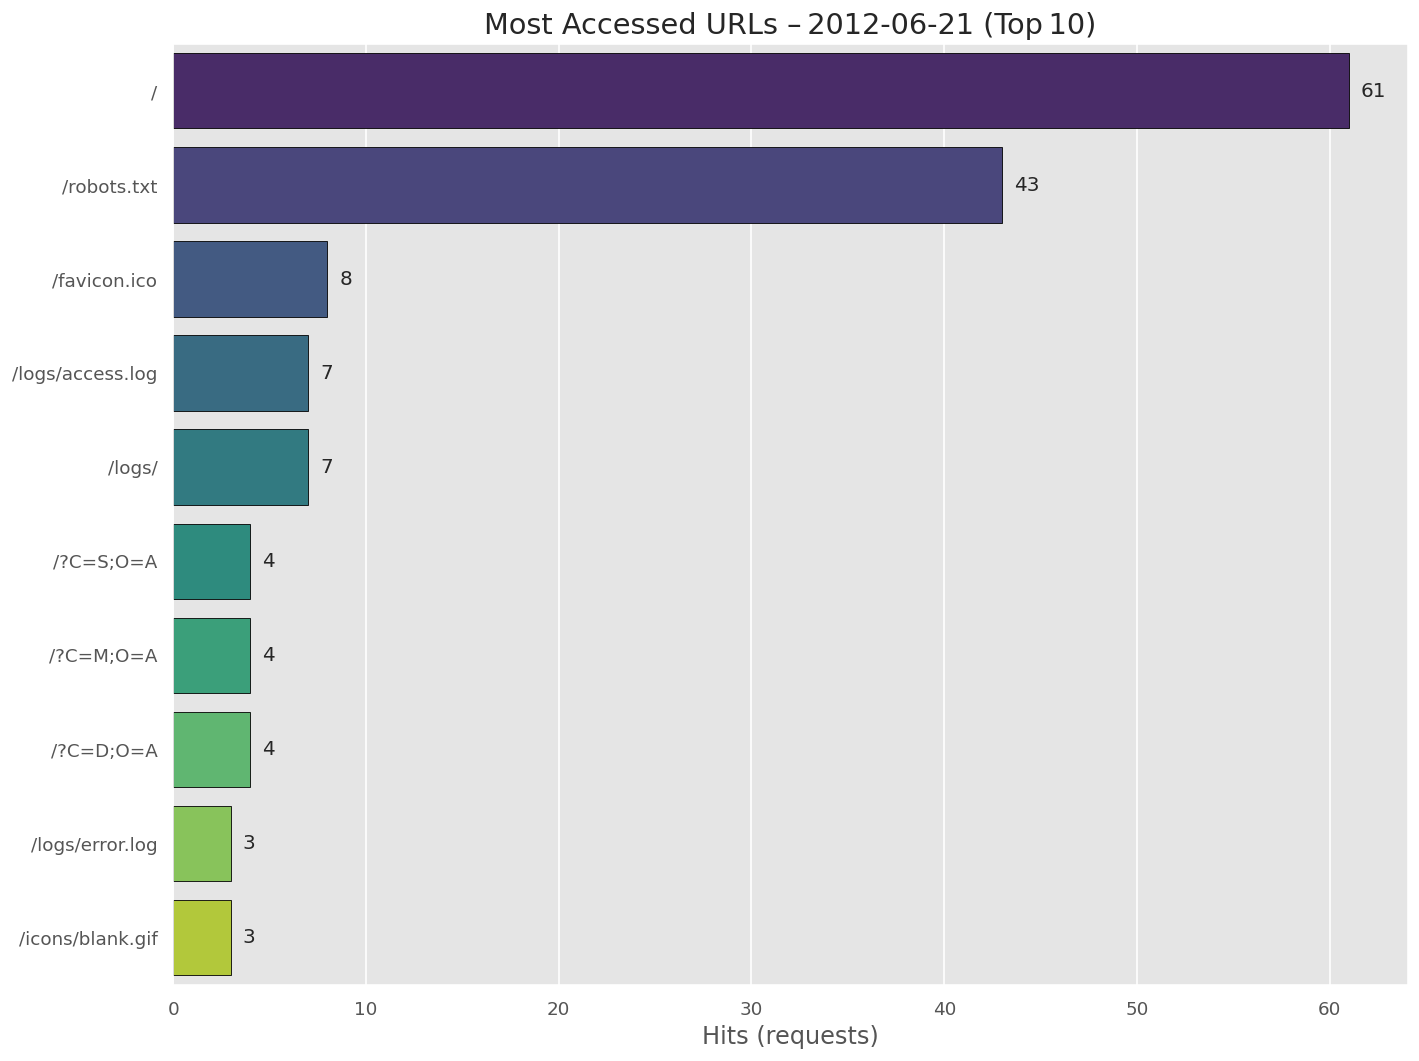 Most Accessed URLs – 2012-06-21 (Top 10)
/ 61
/robots.txt 43
/favicon.ico 8
/logs/access.log 7
/logs/ 7
/?C=S;O=A 4
/?C=M;O=A 4
/?C=D;O=A 4
/logs/error.log 3
/icons/blank.gif 3
0 10 20 30 40 50 60
Hits (requests)